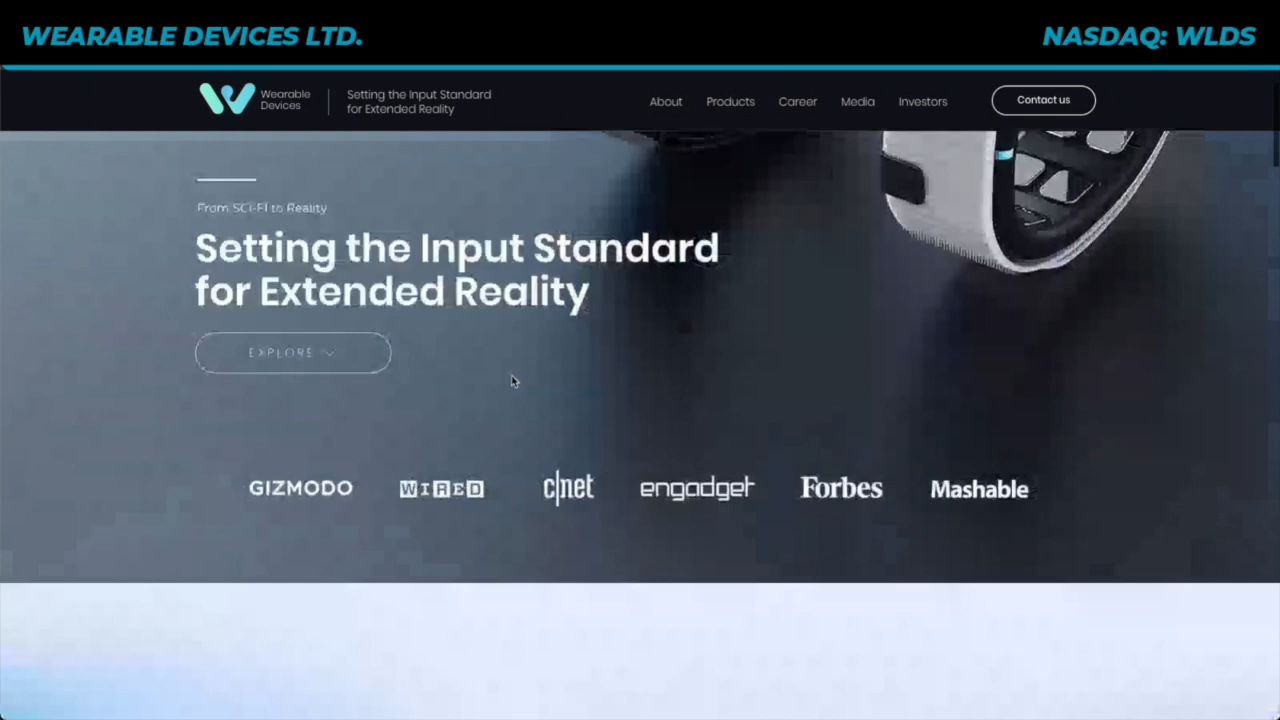 WEARABLE DEVICES LTD.
NASDAQ: WLDS
Wearable
Devices
Setting the Input Standard
for Extended Reality
About
Products
Career
Media
Investors
Contact us
From SCI-FI to Reality
Setting the Input Standard
for Extended Reality
EXPLORE
GIZMODO
WIRED
c|net
engadget
Forbes
Mashable